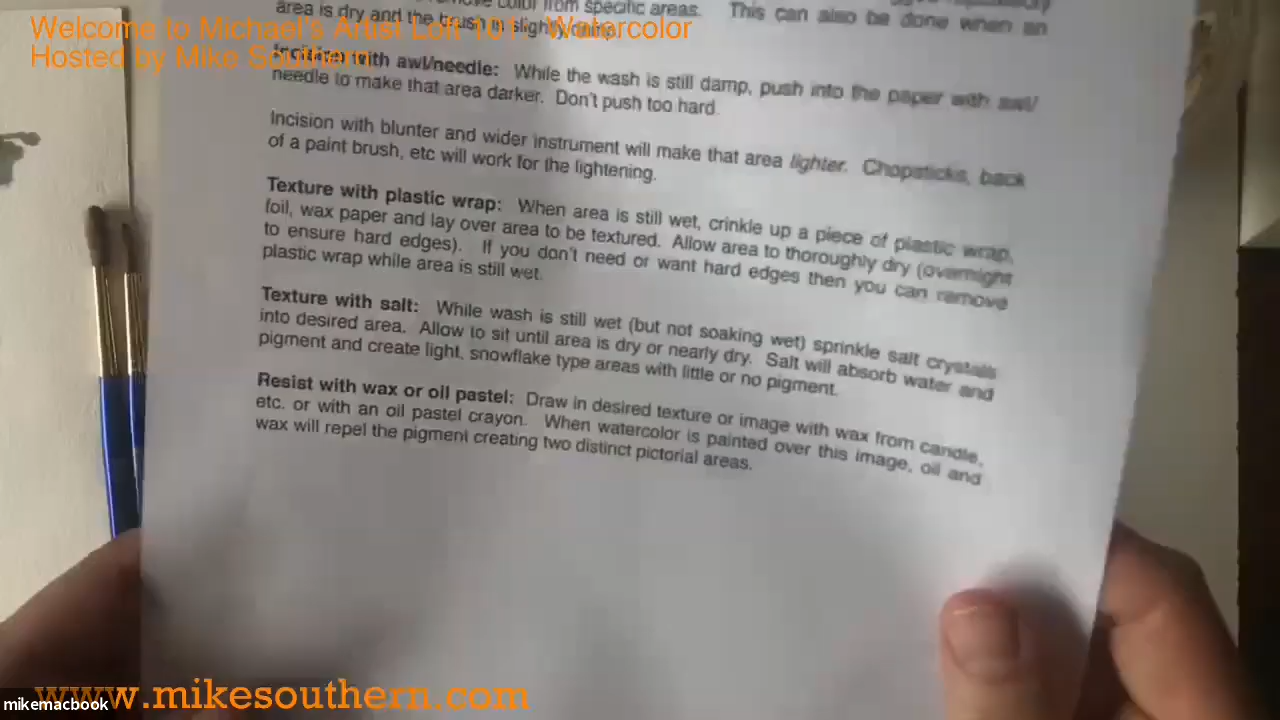 Welcome to Michael's Artist Loft 101: Watercolor
Hosted by Mike Southern
color from specific areas. This can also be done when an
area is dry and the brush is slightly
with awl/needle: While the wash is still damp, push into the paper with awl/
needle to make that area darker. Don't push too hard.
Incision with blunter and wider instrument will make that area lighter. Chopsticks, back
of a paint brush, etc will work for the lightening.
Texture with plastic wrap: When area is still wet, crinkle up a piece of plastic wrap,
foil, wax paper and lay over area to be textured. Allow area to thoroughly dry (overnight
to ensure hard edges). If you don't need or want hard edges then you can remove
plastic wrap while area is still wet.
Texture with salt: While wash is still wet (but not soaking wet) sprinkle salt crystals
into desired area. Allow to sit until area is dry or nearly dry. Salt will absorb water and
pigment and create light, snowflake type areas with little or no pigment.
Resist with wax or oil pastel: Draw in desired texture or image with wax from candle,
etc. or with an oil pastel crayon. When watercolor is painted over this image, oil and
wax will repel the pigment creating two distinct pictorial areas.
www.mikesouthern.com
mikemacbook